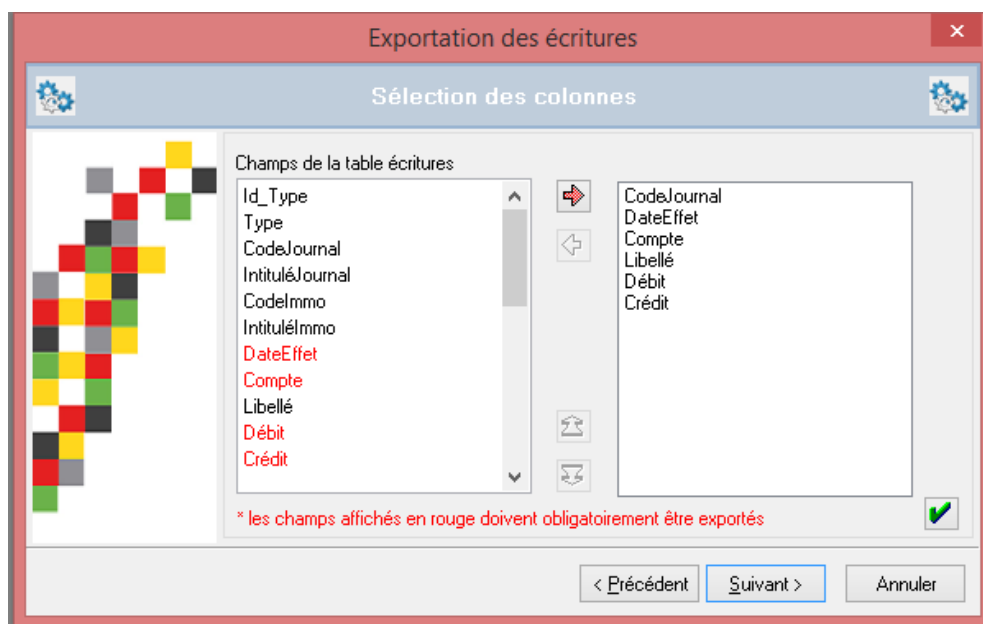 Exportation des écritures
×
Sélection des colonnes
Champs de la table écritures
Id_Type
Type
CodeJournal
IntituléJournal
CodeImmo
IntituléImmo
DateEffet
Compte
Libellé
Débit
Crédit
CodeJournal
DateEffet
Compte
Libellé
Débit
Crédit
* les champs affichés en rouge doivent obligatoirement être exportés
< Précédent
Suivant >
Annuler